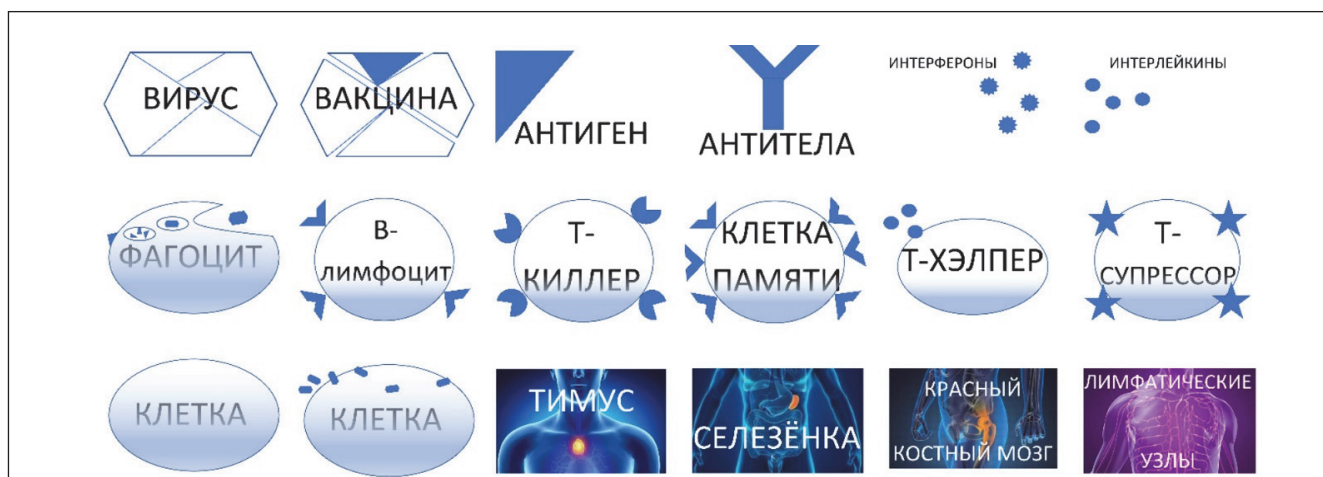 ВИРУС
ВАКЦИНА
АНТИГЕН
АНТИТЕЛА
ИНТЕРФЕРОНЫ
ИНТЕРЛЕЙКИНЫ
ФАГОЦИТ
В-
лимфоцит
Т-
КИЛЛЕР
КЛЕТКА
ПАМЯТИ
Т-ХЭЛПЕР
Т-
СУПРЕССОР
КЛЕТКА
КЛЕТКА
ТИМУС
СЕЛЕЗЁНКА
КРАСНЫЙ
КОСТНЫЙ МОЗГ
ЛИМФАТИЧЕСКИЕ
УЗЛЫ